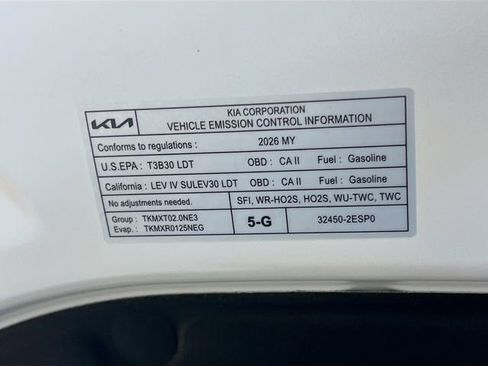 KIA
KIA CORPORATION
VEHICLE EMISSION CONTROL INFORMATION
Conforms to regulations : 2026 MY
U.S.EPA : T3B30 LDT OBD : CA II Fuel : Gasoline
California : LEV IV SULEV30 LDT OBD : CA II Fuel : Gasoline
No adjustments needed. SFI, WR-HO2S, HO2S, WU-TWC, TWC
Group : TKMXT02.0NE3
Evap. : TKMXR0125NEG
5-G
32450-2ESP0